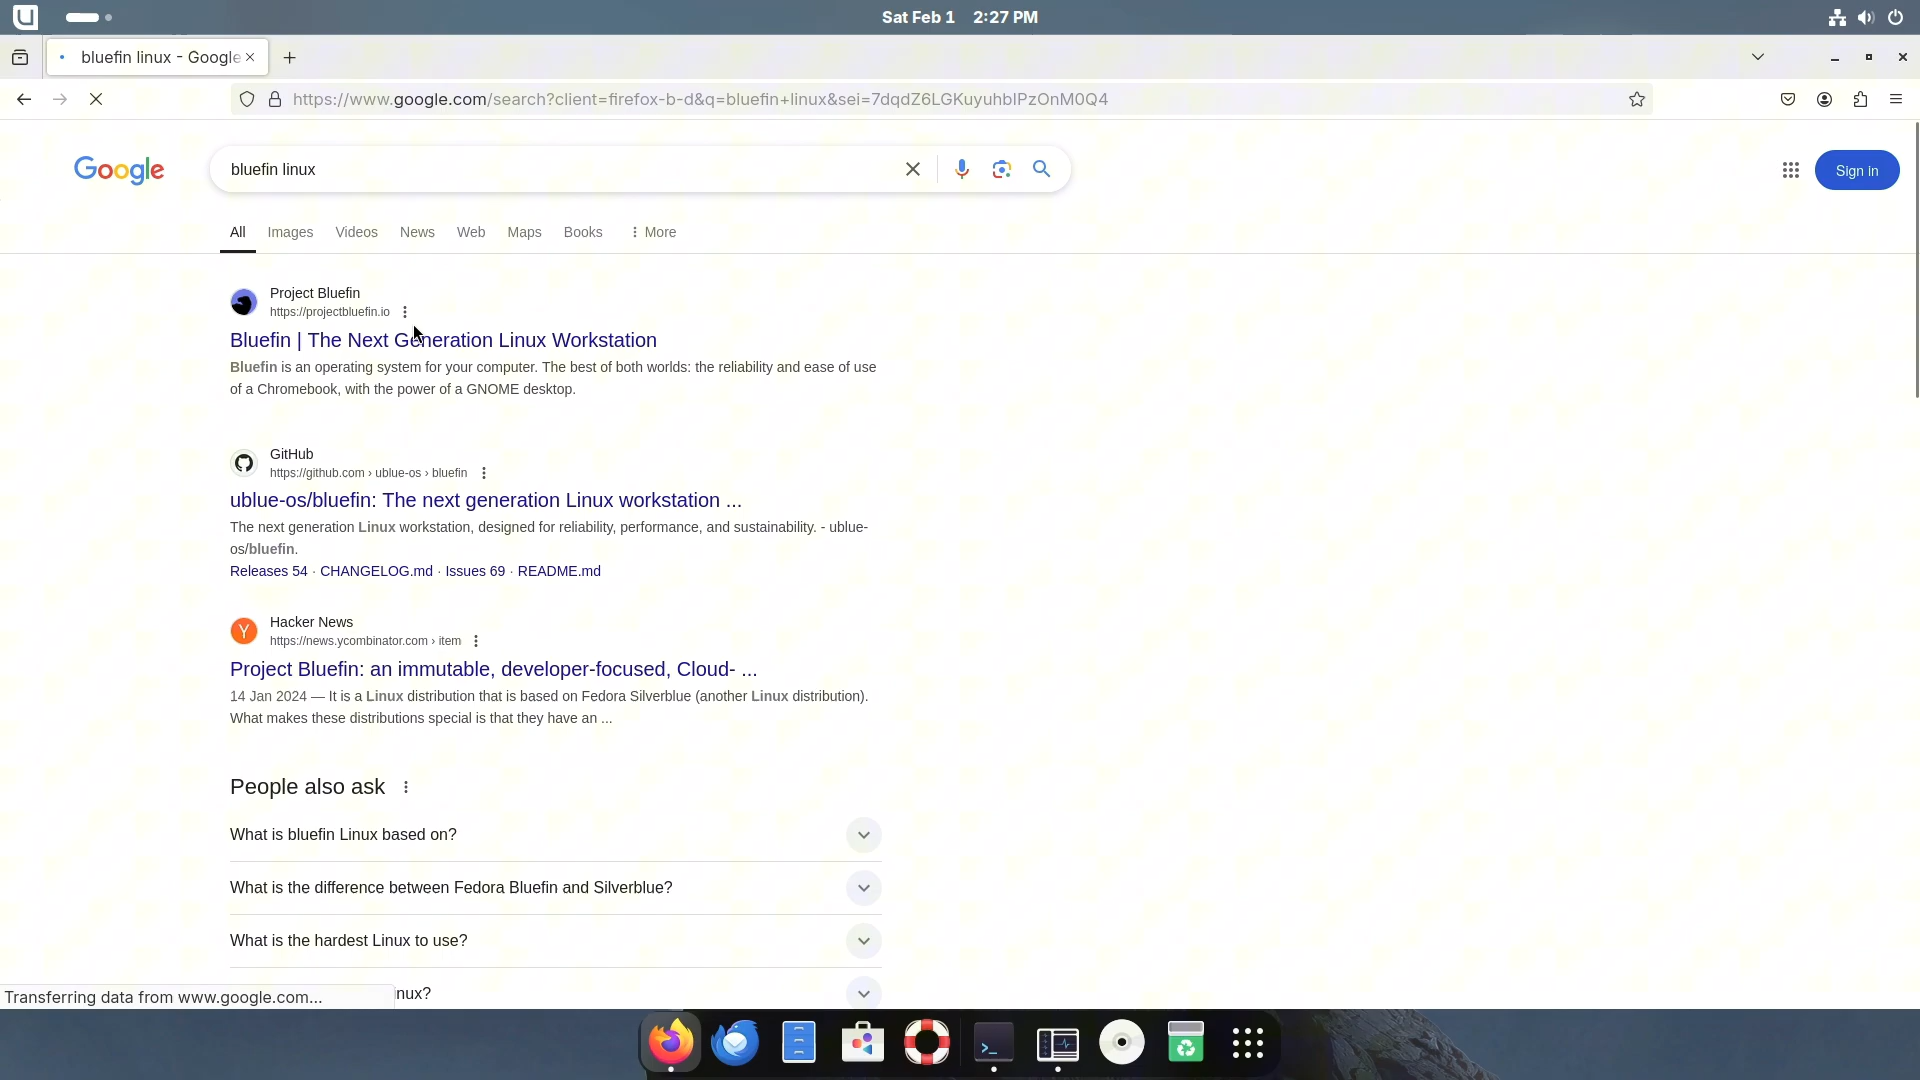 Sat Feb 1 2:27 PM
bluefin linux - Google
https://www.google.com/search?client=firefox-b-d&q=bluefin+linux&sei=7dqdZ6LGKuyuhbIPzOnM0Q4
Google
bluefin linux
Sign in
All Images Videos News Web Maps Books More
Project Bluefin
https://projectbluefin.io
Bluefin | The Next Generation Linux Workstation
Bluefin is an operating system for your computer. The best of both worlds: the reliability and ease of use
of a Chromebook, with the power of a GNOME desktop.
GitHub
https://github.com › ublue-os › bluefin
ublue-os/bluefin: The next generation Linux workstation ...
The next generation Linux workstation, designed for reliability, performance, and sustainability. - ublue-
os/bluefin.
Releases 54 · CHANGELOG.md · Issues 69 · README.md
Y
Hacker News
https://news.ycombinator.com › item
Project Bluefin: an immutable, developer-focused, Cloud- ...
14 Jan 2024 — It is a Linux distribution that is based on Fedora Silverblue (another Linux distribution).
What makes these distributions special is that they have an ...
People also ask
What is bluefin Linux based on?
What is the difference between Fedora Bluefin and Silverblue?
What is the hardest Linux to use?
nux?
Transferring data from www.google.com...